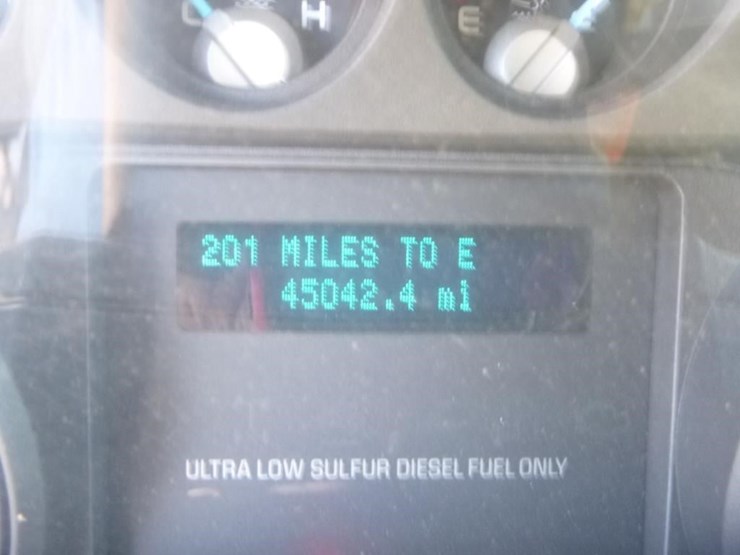 C H E
201 MILES TO E
45042.4 mi
ULTRA LOW SULFUR DIESEL FUEL ONLY